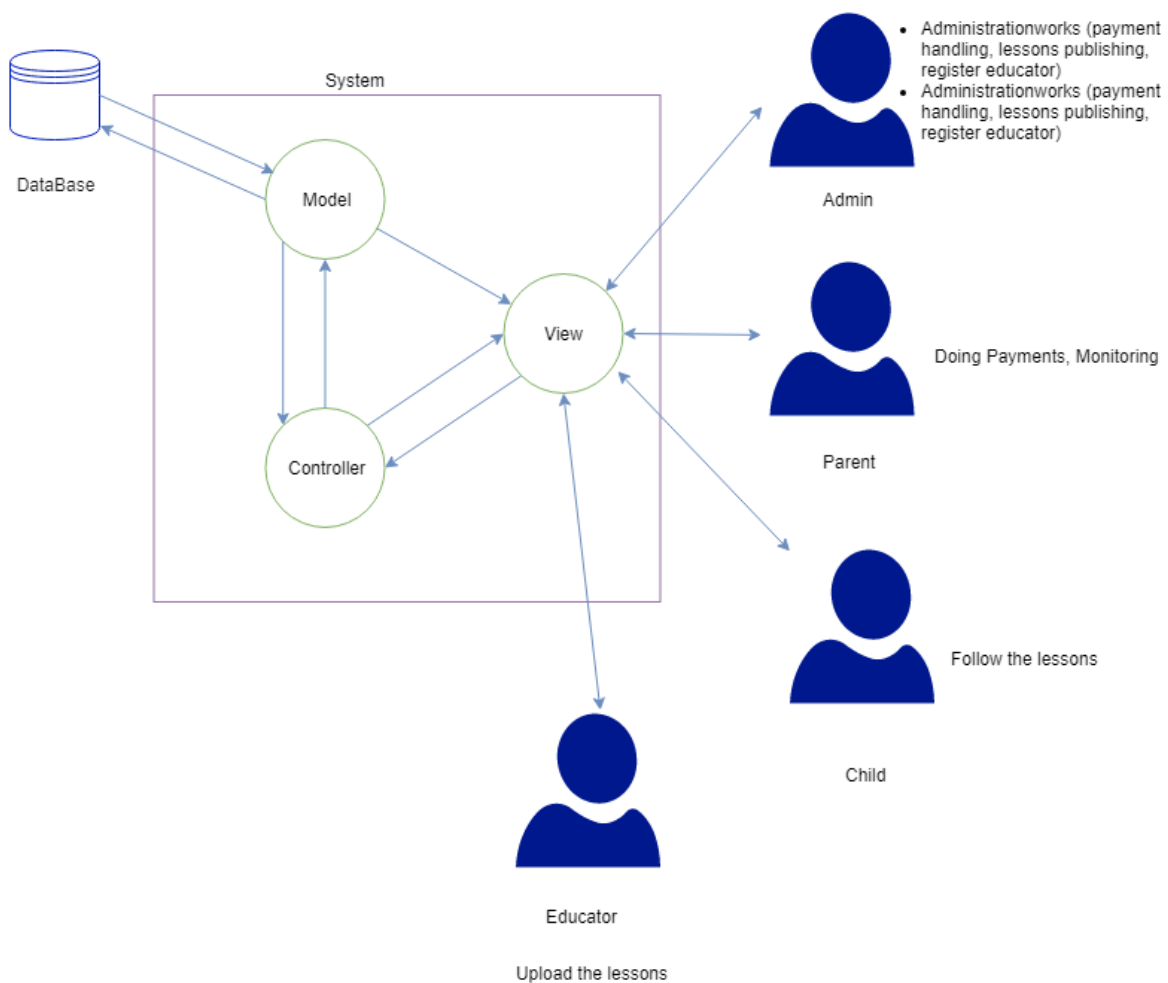 System
DataBase
Model
View
Controller
Administrationworks (payment
handling, lessons publishing,
register educator)
Administrationworks (payment
handling, lessons publishing,
register educator)
Admin
Doing Payments, Monitoring
Parent
Follow the lessons
Child
Educator
Upload the lessons